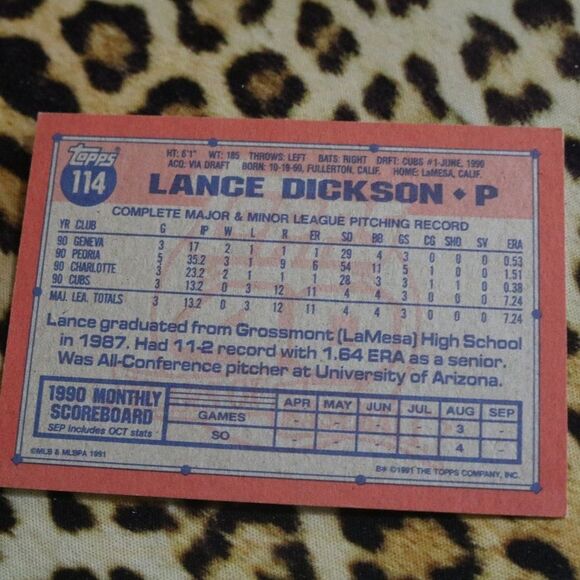 Topps
114
HT: 6'1" WT: 185 THROWS: LEFT BATS: RIGHT DRFT: CUBS #1-JUNE, 1990
ACQ: VIA DRAFT BORN: 10-19-69, FULLERTON, CALIF. HOME: LaMESA, CALIF.
LANCE DICKSON • P
COMPLETE MAJOR & MINOR LEAGUE PITCHING RECORD
YR CLUB G IP W L R ER SO BB GS CG SHO SV ERA
90 GENEVA 3 17 2 1 1 1 29 4 3 0 0 0 0.53
90 PEORIA 5 35.2 3 1 9 6 54 11 5 1 0 0 1.51
90 CHARLOTTE 3 23.2 2 1 1 28 3 3 1 0 0.38
90 CUBS 3 13.2 0 3 12 11 4 4 3 0 0 0 7.24
MAJ. LEA. TOTALS 3 13.2 0 3 12 11 4 4 3 0 0 0 7.24
Lance graduated from Grossmont (LaMesa) High School
in 1987. Had 11-2 record with 1.64 ERA as a senior.
Was All-Conference pitcher at University of Arizona.
1990 MONTHLY SCOREBOARD
SEP Includes OCT stats
APR MAY JUN JUL AUG SEP
GAMES - - - - 3 -
SO - - - - 4 -
©MLB & MLBPA 1991
B* ©1991 THE TOPPS COMPANY, INC.